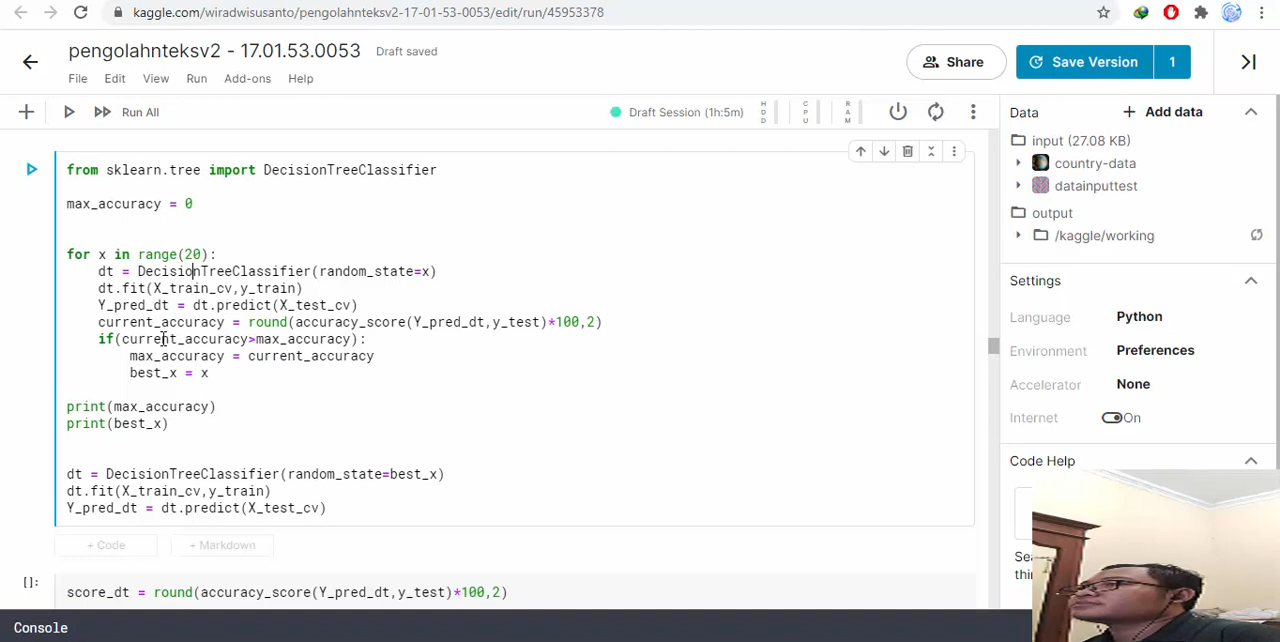 kaggle.com/wiradwisusanto/pengolahnteksv2-17-01-53-0053/edit/run/45953378
pengolahnteksv2 - 17.01.53.0053 Draft saved
File Edit View Run Add-ons Help
Share
Save Version 1
Run All
Draft Session (1h:5m)
HDD
CPU
RAM
from sklearn.tree import DecisionTreeClassifier
max_accuracy = 0
for x in range(20):
dt = DecisionTreeClassifier(random_state=x)
dt.fit(X_train_cv,y_train)
Y_pred_dt = dt.predict(X_test_cv)
current_accuracy = round(accuracy_score(Y_pred_dt,y_test)*100,2)
if(current_accuracy>max_accuracy):
max_accuracy = current_accuracy
best_x = x
print(max_accuracy)
print(best_x)
dt = DecisionTreeClassifier(random_state=best_x)
dt.fit(X_train_cv,y_train)
Y_pred_dt = dt.predict(X_test_cv)
+ Code + Markdown
[]:
score_dt = round(accuracy_score(Y_pred_dt,y_test)*100,2)
Console
Data + Add data
input (27.08 KB)
country-data
datainputtest
output
/kaggle/working
Settings
Language Python
Environment Preferences
Accelerator None
Internet On
Code Help